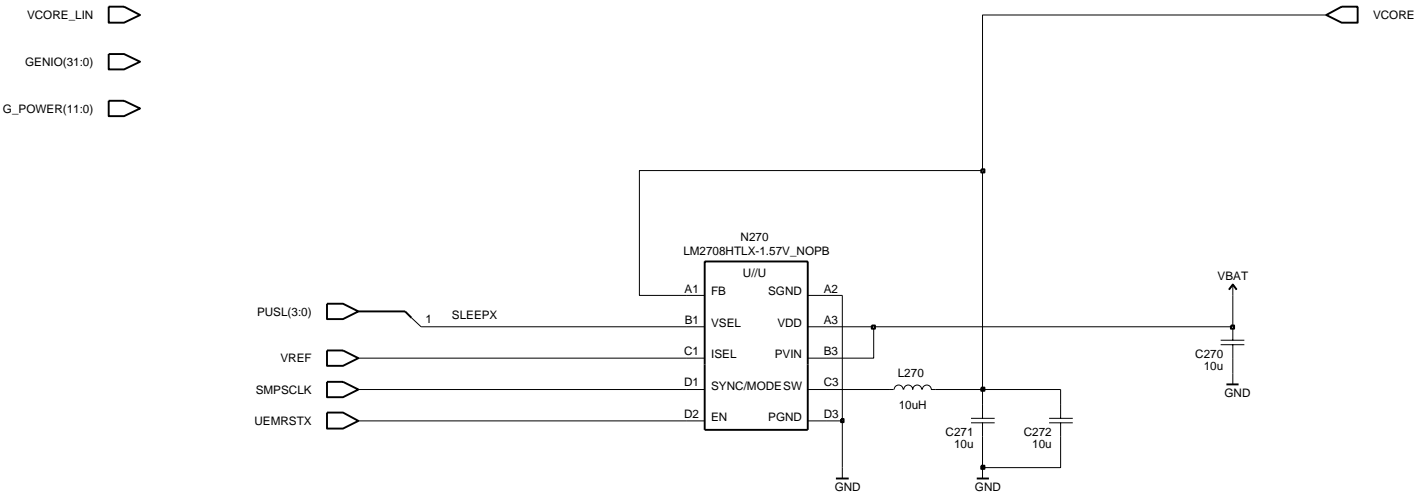 VCORE_LIN
VCORE
GENIO(31:0)
G_POWER(11:0)
N270
LM2708HTLX-1.57V_NOPB
U//U
VBAT
A1 FB SGND A2
PUSL(3:0) 1 SLEEPX B1 VSEL VDD A3
VREF C1 ISEL PVIN B3
C270
10u
SMPSCLK D1 SYNC/MODE SW C3 L270
10uH
GND
UEMRSTX D2 EN PGND D3
C271
10u
C272
10u
GND
GND